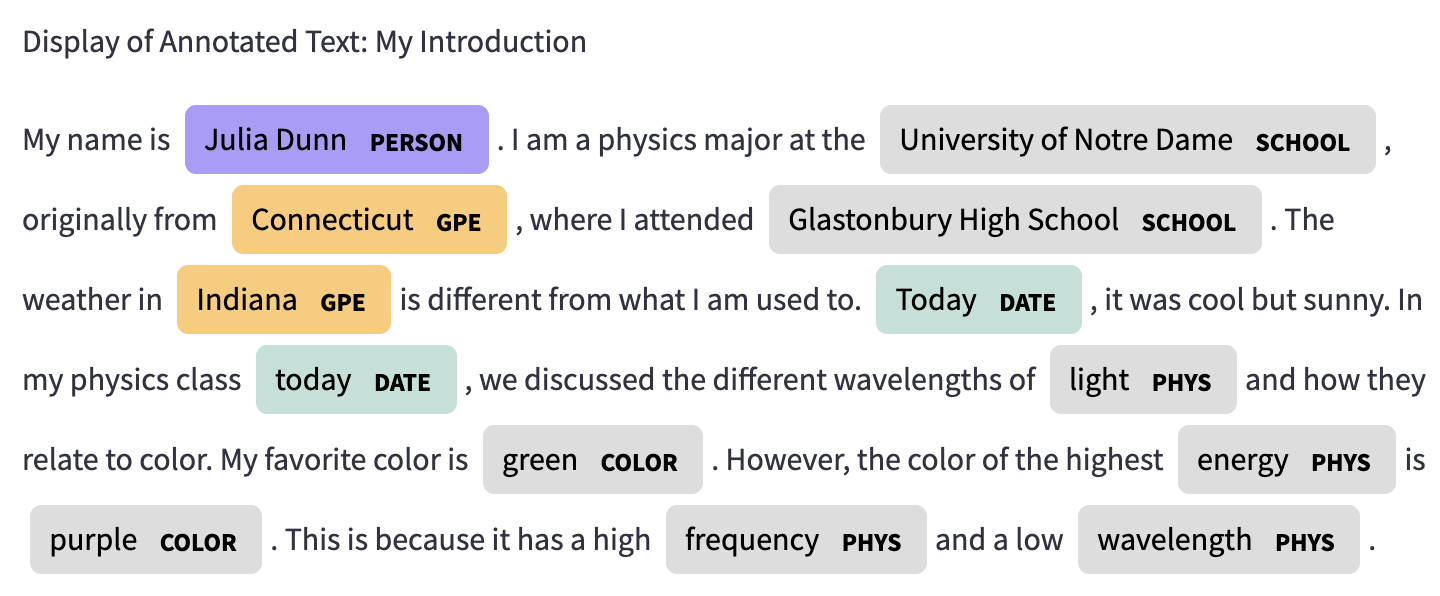 Display of Annotated Text: My Introduction
My name is Julia Dunn PERSON . I am a physics major at the University of Notre Dame SCHOOL ,
originally from Connecticut GPE , where I attended Glastonbury High School SCHOOL . The
weather in Indiana GPE is different from what I am used to. Today DATE , it was cool but sunny. In
my physics class today DATE , we discussed the different wavelengths of light PHYS and how they
relate to color. My favorite color is green COLOR . However, the color of the highest energy PHYS is
purple COLOR . This is because it has a high frequency PHYS and a low wavelength PHYS .